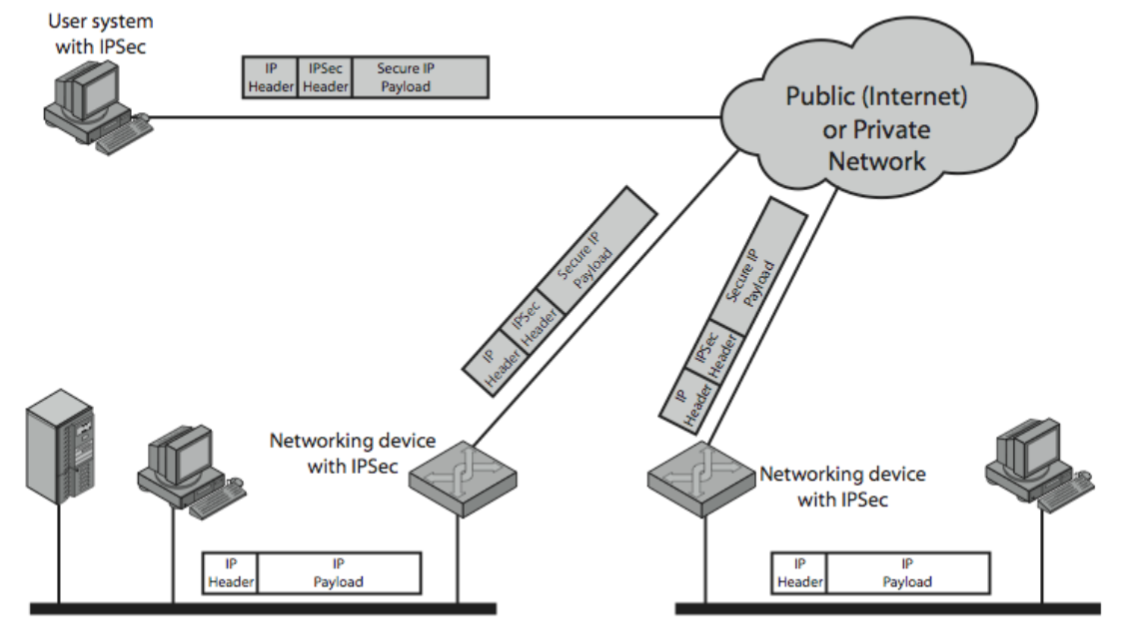 User system
with IPSec
IP
Header
IPSec
Header
Secure IP
Payload
Public (Internet)
or Private
Network
IP
Header
IPSec
Header
Secure IP
Payload
IP
Header
IPSec
Header
Secure IP
Payload
Networking device
with IPSec
Networking device
with IPSec
IP
Header
IP
Payload
IP
Header
IP
Payload